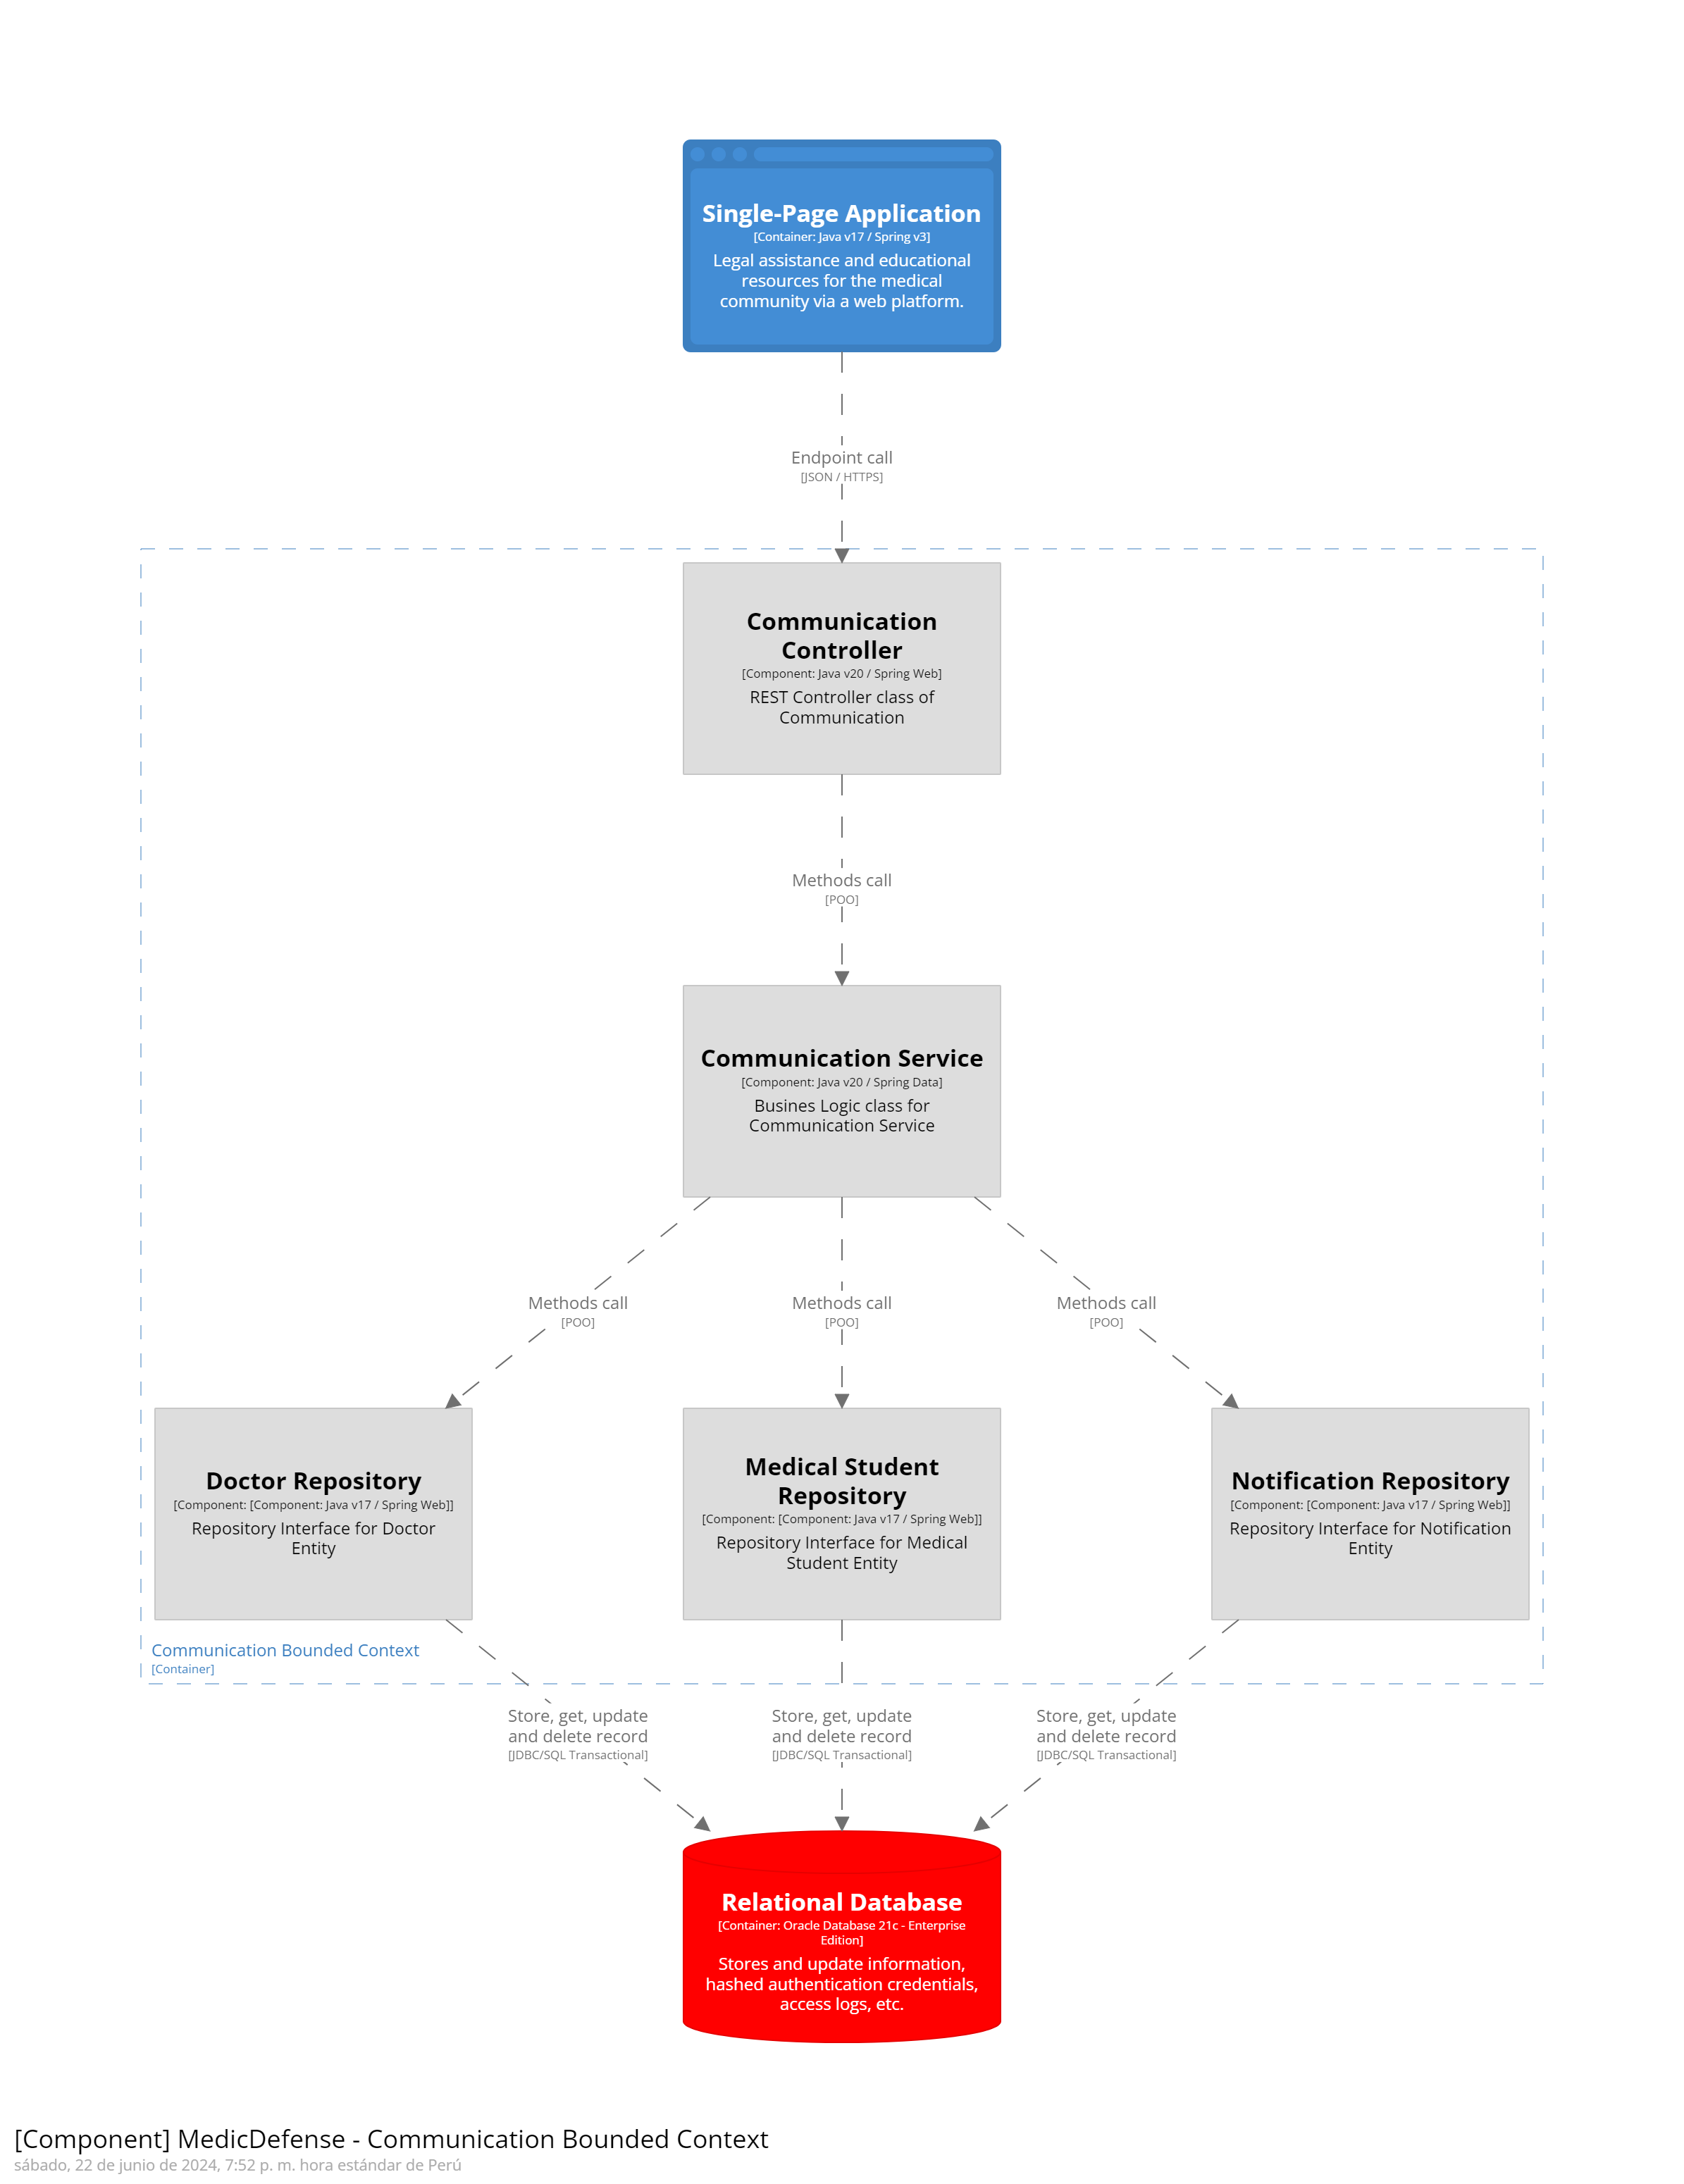 Single-Page Application
[Container: Java v17 / Spring v3]
Legal assistance and educational
resources for the medical
community via a web platform.
Endpoint call
[JSON / HTTPS]
Communication
Controller
[Component: Java v20 / Spring Web]
REST Controller class of
Communication
Methods call
[POO]
Communication Service
[Component: Java v20 / Spring Data]
Busines Logic class for
Communication Service
Methods call
[POO]
Methods call
[POO]
Methods call
[POO]
Doctor Repository
[Component: [Component: Java v17 / Spring Web]]
Repository Interface for Doctor
Entity
Medical Student
Repository
[Component: [Component: Java v17 / Spring Web]]
Repository Interface for Medical
Student Entity
Notification Repository
[Component: [Component: Java v17 / Spring Web]]
Repository Interface for Notification
Entity
Communication Bounded Context
[Container]
Store, get, update
and delete record
[JDBC/SQL Transactional]
Store, get, update
and delete record
[JDBC/SQL Transactional]
Store, get, update
and delete record
[JDBC/SQL Transactional]
Relational Database
[Container: Oracle Database 21c - Enterprise
Edition]
Stores and update information,
hashed authentication credentials,
access logs, etc.
[Component] MedicDefense - Communication Bounded Context
sábado, 22 de junio de 2024, 7:52 p. m. hora estándar de Perú